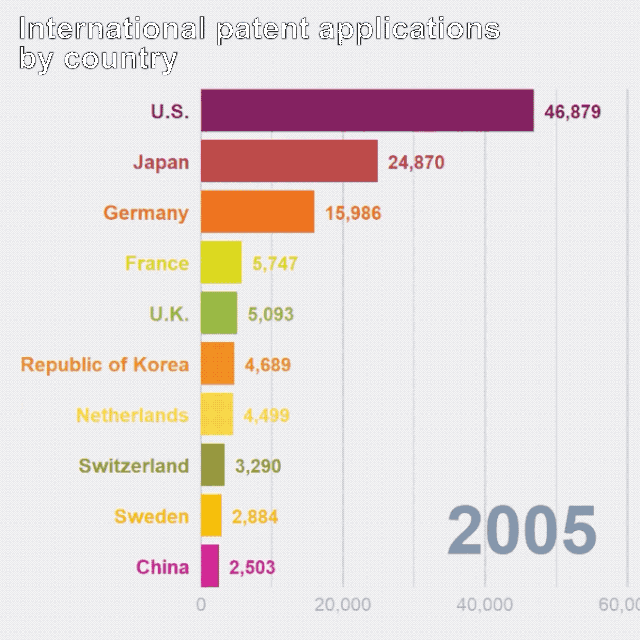 International patent applications
by country
U.S. 46,879
Japan 24,870
Germany 15,986
France 5,747
U.K. 5,093
Republic of Korea 4,689
Netherlands 4,499
Switzerland 3,290
Sweden 2,884
China 2,503
2005
0 20,000 40,000 60,00